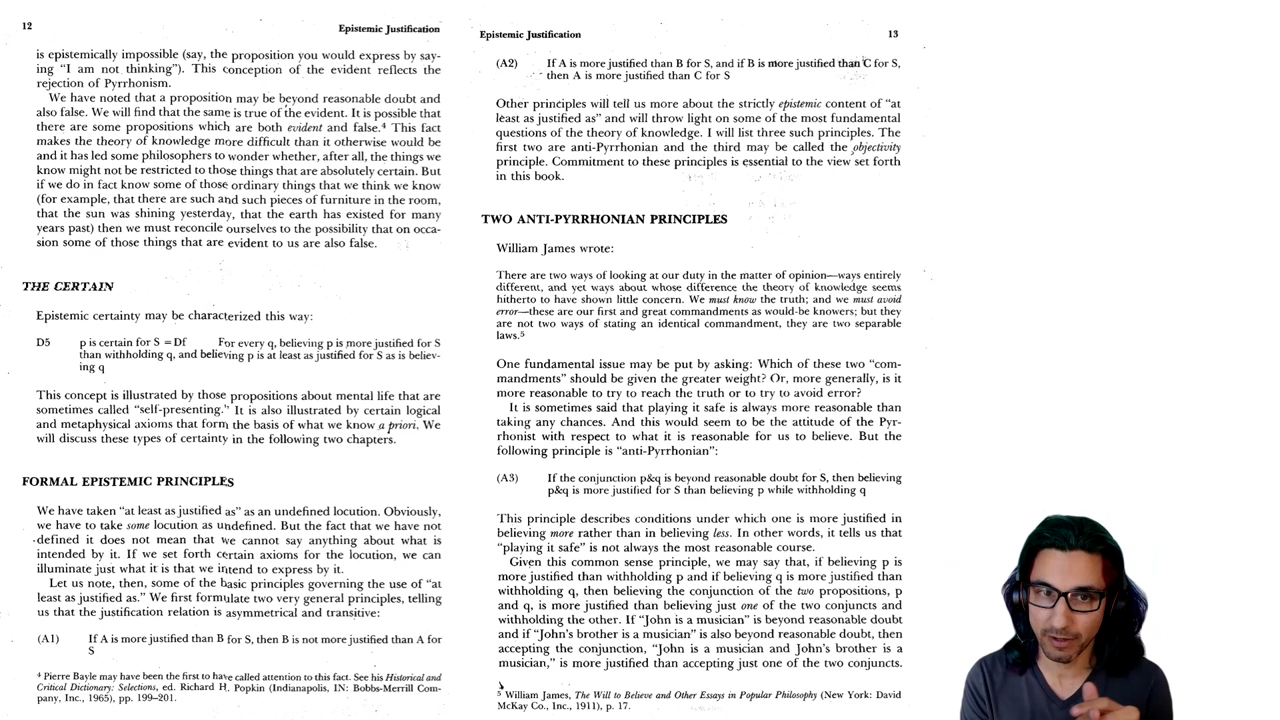 12
Epistemic Justification
is epistemically impossible (say, the proposition you would express by say-
ing “I am not thinking”). This conception of the evident reflects the
rejection of Pyrrhonism.
We have noted that a proposition may be beyond reasonable doubt and
also false. We will find that the same is true of the evident. It is possible that
there are some propositions which are both evident and false.⁴ This fact
makes the theory of knowledge more difficult than it otherwise would be
and it has led some philosophers to wonder whether, after all, the things we
know might not be restricted to those things that are absolutely certain. But
if we do in fact know some of those ordinary things that we think we know
(for example, that there are such and such pieces of furniture in the room,
that the sun was shining yesterday, that the earth has existed for many
years past) then we must reconcile ourselves to the possibility that on occa-
sion some of those things that are evident to us are also false.
THE CERTAIN
Epistemic certainty may be characterized this way:
D5 p is certain for S =Df For every q, believing p is more justified for S
than withholding q, and believing p is at least as justified for S as is believ-
ing q
This concept is illustrated by those propositions about mental life that are
sometimes called “self-presenting.” It is also illustrated by certain logical
and metaphysical axioms that form the basis of what we know a priori. We
will discuss these types of certainty in the following two chapters.
FORMAL EPISTEMIC PRINCIPLES
We have taken “at least as justified as” as an undefined locution. Obviously,
we have to take some locution as undefined. But the fact that we have not
defined it does not mean that we cannot say anything about what is
intended by it. If we set forth certain axioms for the locution, we can
illuminate just what it is that we intend to express by it.
Let us note, then, some of the basic principles governing the use of “at
least as justified as.” We first formulate two very general principles, telling
us that the justification relation is asymmetrical and transitive:
(A1) If A is more justified than B for S, then B is not more justified than A for
S
⁴ Pierre Bayle may have been the first to have called attention to this fact. See his Historical and
Critical Dictionary: Selections, ed. Richard H. Popkin (Indianapolis, IN: Bobbs-Merrill Com-
pany, Inc., 1965), pp. 199–201.
Epistemic Justification
13
(A2) If A is more justified than B for S, and if B is more justified than C for S,
then A is more justified than C for S
Other principles will tell us more about the strictly epistemic content of “at
least as justified as” and will throw light on some of the most fundamental
questions of the theory of knowledge. I will list three such principles. The
first two are anti-Pyrrhonian and the third may be called the objectivity
principle. Commitment to these principles is essential to the view set forth
in this book.
TWO ANTI-PYRRHONIAN PRINCIPLES
William James wrote:
There are two ways of looking at our duty in the matter of opinion—ways entirely
different, and yet ways about whose difference the theory of knowledge seems
hitherto to have shown little concern. We must know the truth; and we must avoid
error—these are our first and great commandments as would-be knowers; but they
are not two ways of stating an identical commandment, they are two separable
laws.⁵
One fundamental issue may be put by asking: Which of these two “com-
mandments” should be given the greater weight? Or, more generally, is it
more reasonable to try to reach the truth or to try to avoid error?
It is sometimes said that playing it safe is always more reasonable than
taking any chances. And this would seem to be the attitude of the Pyr-
rhonist with respect to what it is reasonable for us to believe. But the
following principle is “anti-Pyrrhonian”:
(A3) If the conjunction p&q is beyond reasonable doubt for S, then believing
p&q is more justified for S than believing p while withholding q
This principle describes conditions under which one is more justified in
believing more rather than in believing less. In other words, it tells us that
“playing it safe” is not always the most reasonable course.
Given this common sense principle, we may say that, if believing p is
more justified than withholding p and if believing q is more justified than
withholding q, then believing the conjunction of the two propositions, p
and q, is more justified than believing just one of the two conjuncts and
withholding the other. If “John is a musician” is beyond reasonable doubt
and if “John’s brother is a musician” is also beyond reasonable doubt, then
accepting the conjunction, “John is a musician and John’s brother is a
musician,” is more justified than accepting just one of the two conjuncts.
⁵ William James, The Will to Believe and Other Essays in Popular Philosophy (New York: David
McKay Co., Inc., 1911), p. 17.